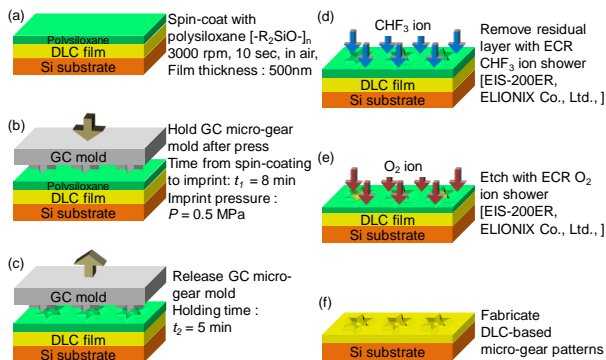 (a)
Polysiloxane
DLC film
Si substrate
Spin-coat with
polysiloxane [-R₂SiO-]ₙ
3000 rpm, 10 sec, in air,
Film thickness : 500nm
(b)
GC mold
Polysiloxane
DLC film
Si substrate
Hold GC micro-gear
mold after press
Time from spin-coating
to imprint: t₁ = 8 min
Imprint pressure :
P = 0.5 MPa
(c)
GC mold
DLC film
Si substrate
Release GC micro-
gear mold
Holding time :
t₂ = 5 min
(d)
CHF₃ ion
DLC film
Si substrate
Remove residual
layer with ECR
CHF₃ ion shower
[EIS-200ER,
ELIONIX Co., Ltd., ]
(e)
O₂ ion
DLC film
Si substrate
Etch with ECR O₂
ion shower
[EIS-200ER,
ELIONIX Co., Ltd., ]
(f)
Si substrate
Fabricate
DLC-based
micro-gear patterns